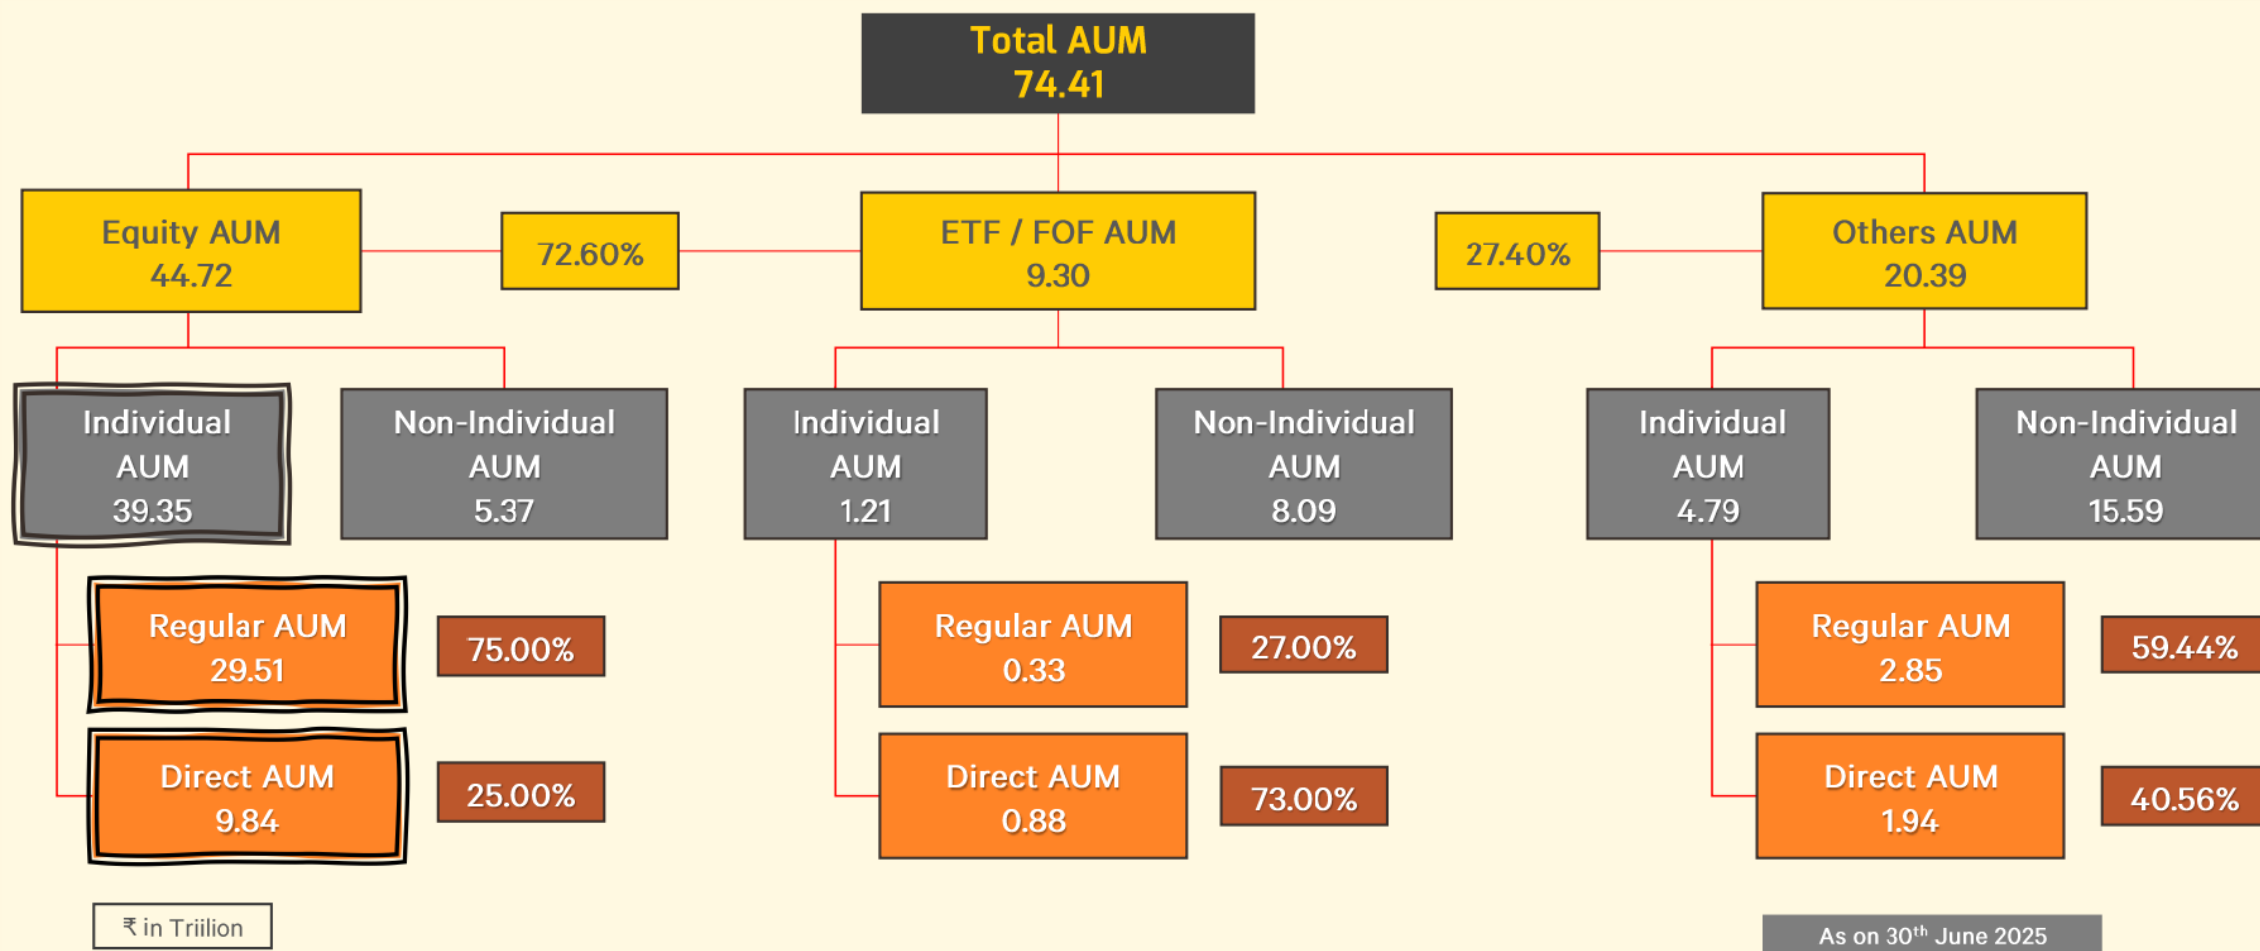 Total AUM
74.41
Equity AUM
44.72
72.60%
ETF / FOF AUM
9.30
27.40%
Others AUM
20.39
Individual
AUM
39.35
Non-Individual
AUM
5.37
Individual
AUM
1.21
Non-Individual
AUM
8.09
Individual
AUM
4.79
Non-Individual
AUM
15.59
Regular AUM
29.51
75.00%
Regular AUM
0.33
27.00%
Regular AUM
2.85
59.44%
Direct AUM
9.84
25.00%
Direct AUM
0.88
73.00%
Direct AUM
1.94
40.56%
₹ in Triilion
As on 30th June 2025